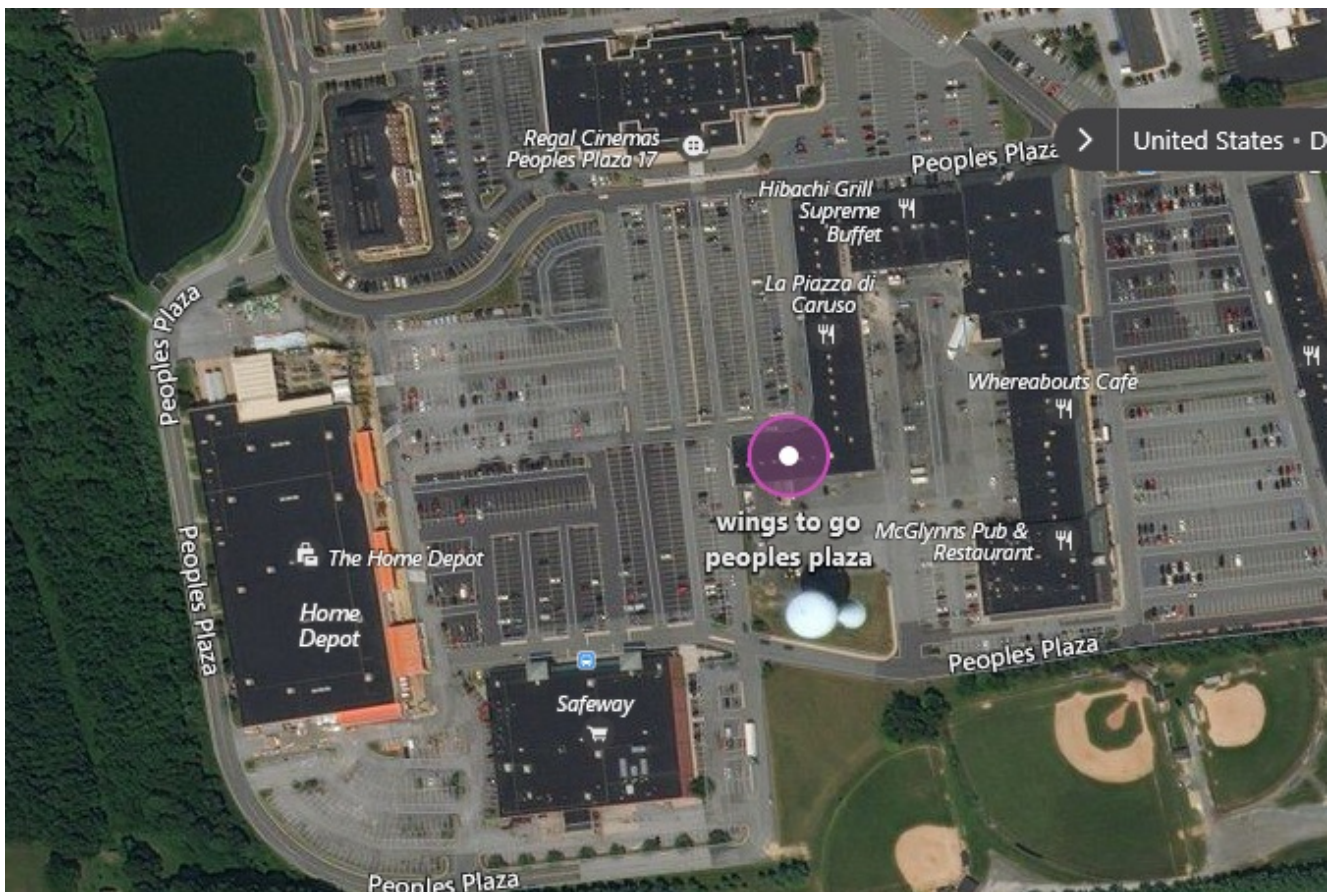 Regal Cinemas
Peoples Plaza 17
Peoples Plaza
United States • D
Hibachi Grill
Supreme
Buffet
La Piazza di
Caruso
Peoples Plaza
Whereabouts Cafe
wings to go
peoples plaza
McGlynns Pub &
Restaurant
The Home Depot
Home
Depot
Peoples Plaza
Peoples Plaza
Safeway
Peoples Plaza